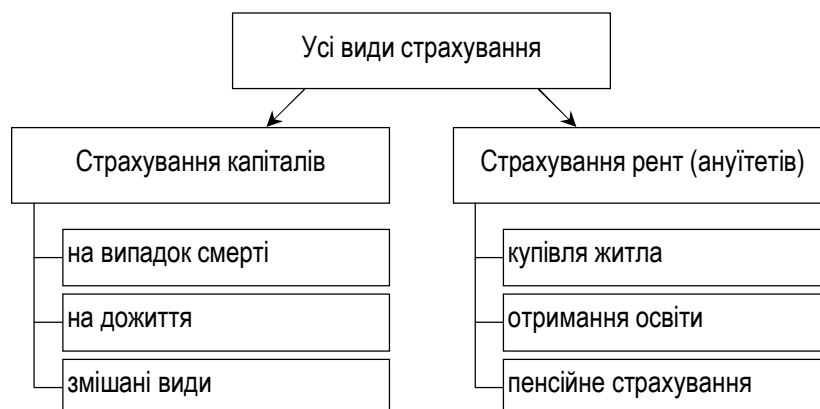 Усі види страхування
Страхування капіталів
на випадок смерті
на дожиття
змішані види
Страхування рент (ануїтетів)
купівля житла
отримання освіти
пенсійне страхування